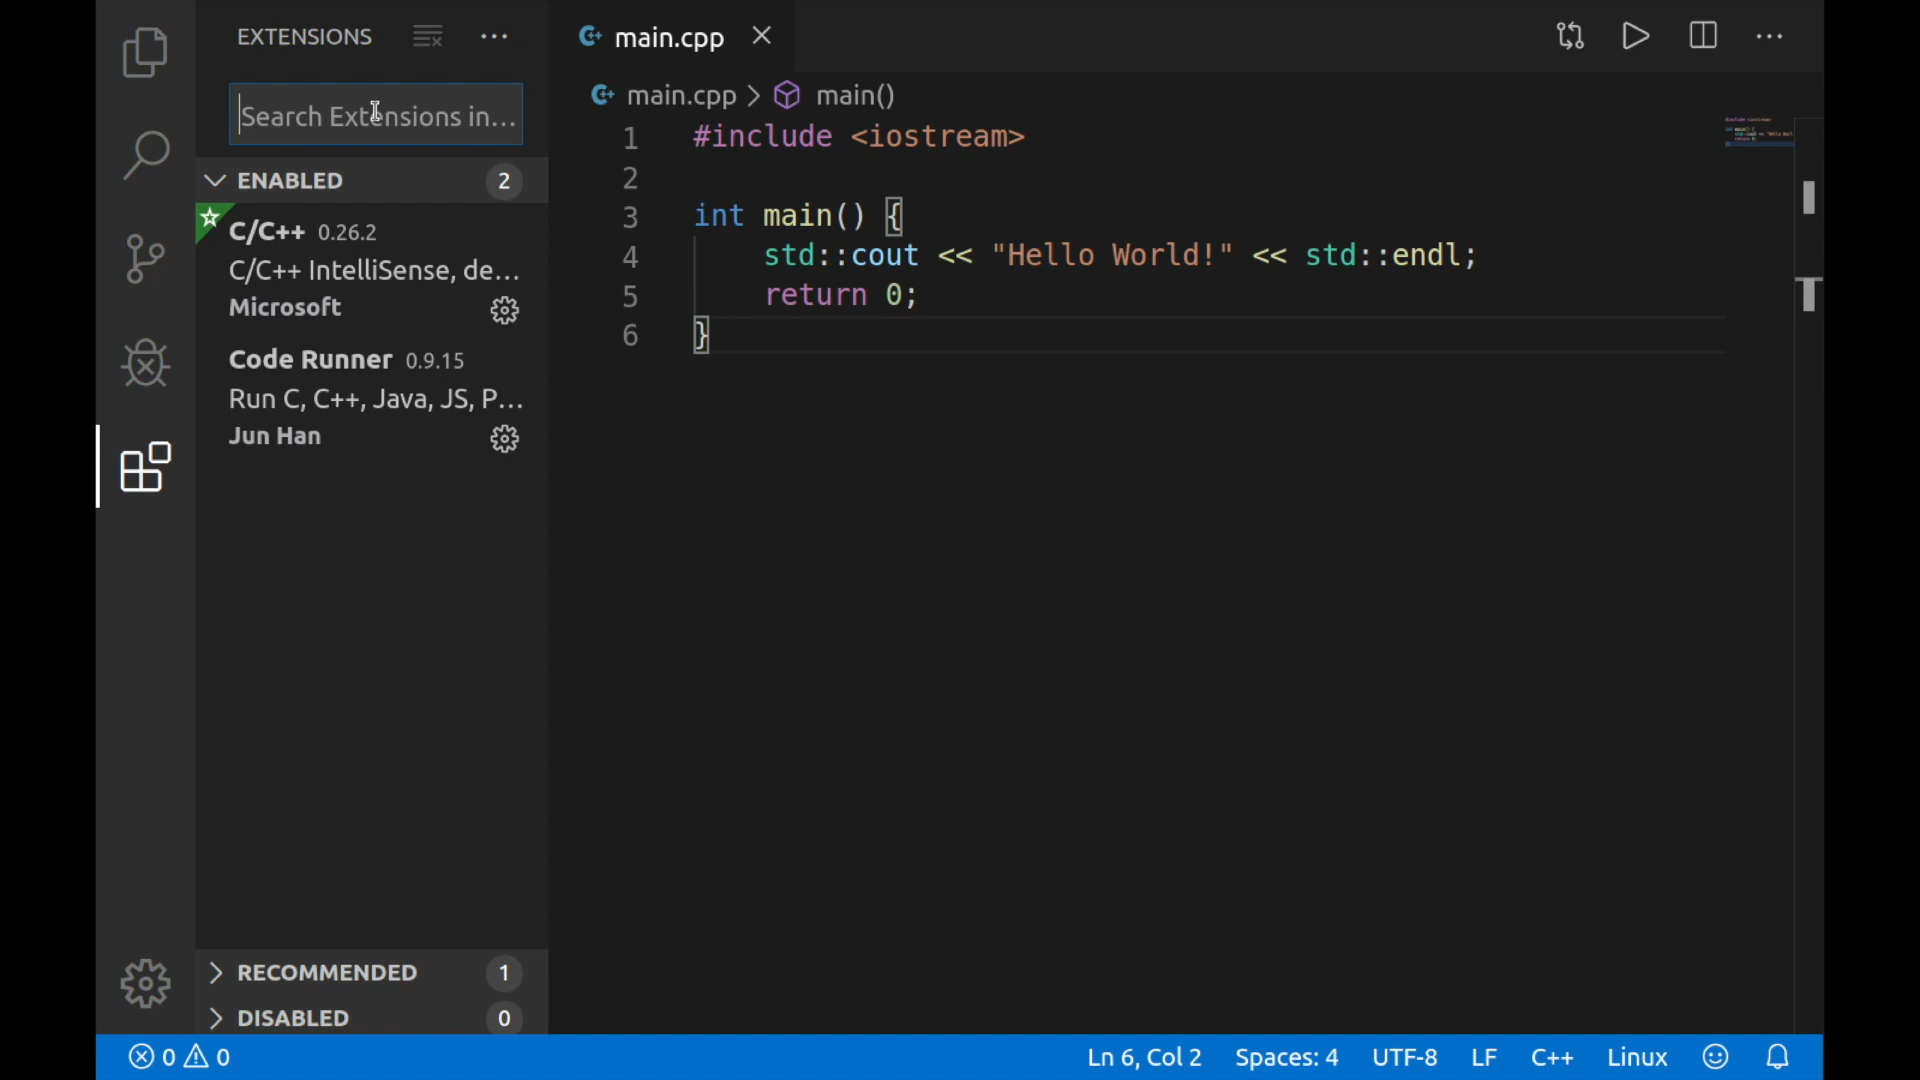 EXTENSIONS
Search Extensions in...
ENABLED 2
C/C++ 0.26.2
C/C++ IntelliSense, de...
Microsoft
Code Runner 0.9.15
Run C, C++, Java, JS, P...
Jun Han
RECOMMENDED 1
DISABLED 0
main.cpp
main.cpp > main()
1 #include <iostream>
2
3 int main() {
4 std::cout << "Hello World!" << std::endl;
5 return 0;
6 }
0 0
Ln 6, Col 2 Spaces: 4 UTF-8 LF C++ Linux